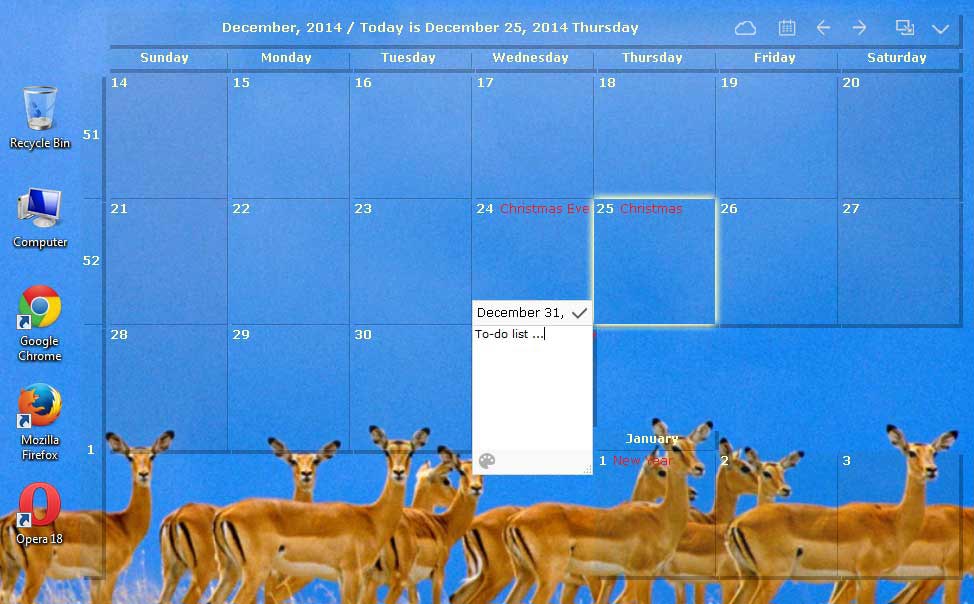 December, 2014 / Today is December 25, 2014 Thursday
Sunday Monday Tuesday Wednesday Thursday Friday Saturday
14 15 16 17 18 19 20
51
21 22 23 24 Christmas Eve 25 Christmas 26 27
52
December 31,
28 29 30 To-do list ...
January
1
1 New Year 2 3
Recycle Bin
Computer
Google
Chrome
Mozilla
Firefox
Opera 18